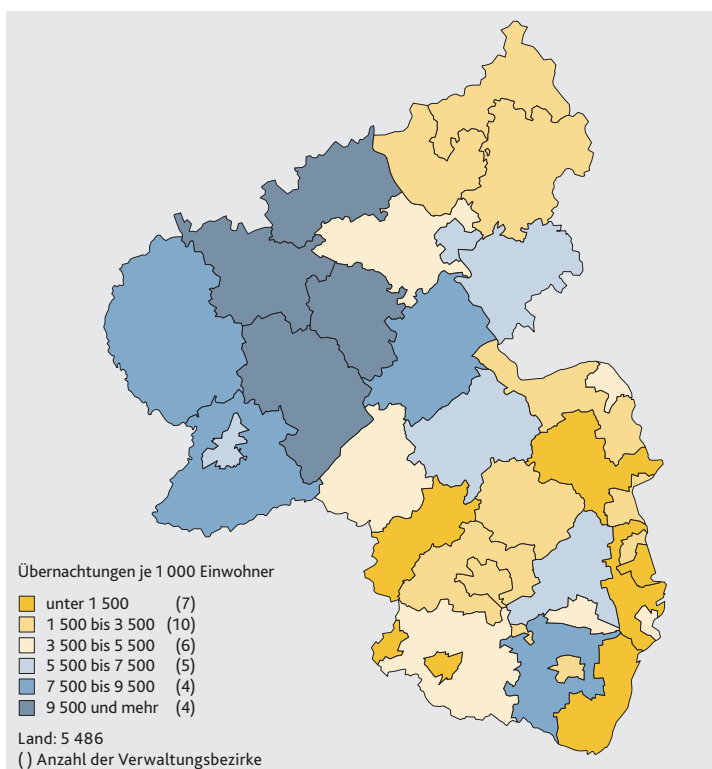 Übernachtungen je 1 000 Einwohner
unter 1 500 (7)
1 500 bis 3 500 (10)
3 500 bis 5 500 (6)
5 500 bis 7 500 (5)
7 500 bis 9 500 (4)
9 500 und mehr (4)
Land: 5 486
( ) Anzahl der Verwaltungsbezirke